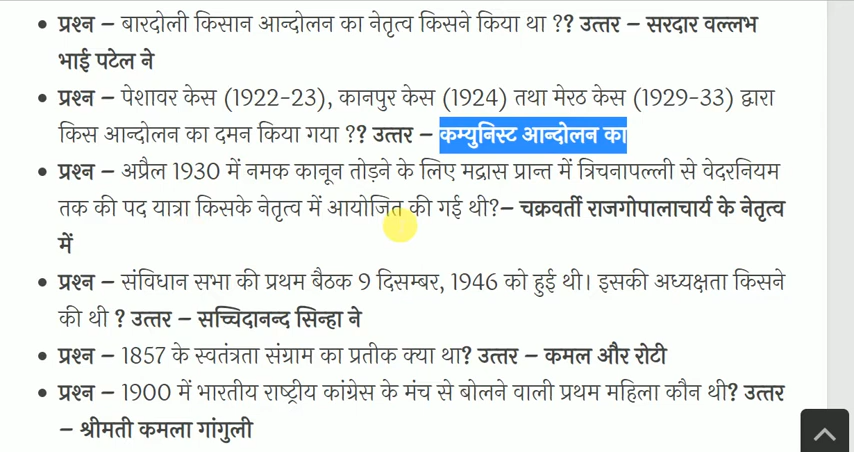 प्रश्न – बारदोली किसान आन्दोलन का नेतृत्व किसने किया था ?? उत्तर – सरदार वल्लभ
भाई पटेल ने
प्रश्न – पेशावर केस (1922-23), कानपुर केस (1924) तथा मेरठ केस (1929-33) द्वारा
किस आन्दोलन का दमन किया गया ?? उत्तर – कम्युनिस्ट आन्दोलन का
प्रश्न – अप्रैल 1930 में नमक कानून तोड़ने के लिए मद्रास प्रान्त में त्रिचनापल्ली से वेदरनियम
तक की पद यात्रा किसके नेतृत्व में आयोजित की गई थी?– चक्रवर्ती राजगोपालाचार्य के नेतृत्व
में
प्रश्न – संविधान सभा की प्रथम बैठक 9 दिसम्बर, 1946 को हुई थी। इसकी अध्यक्षता किसने
की थी ? उत्तर – सच्चिदानन्द सिन्हा ने
प्रश्न – 1857 के स्वतंत्रता संग्राम का प्रतीक क्या था? उत्तर – कमल और रोटी
प्रश्न – 1900 में भारतीय राष्ट्रीय कांग्रेस के मंच से बोलने वाली प्रथम महिला कौन थी? उत्तर
– श्रीमती कमला गांगुली